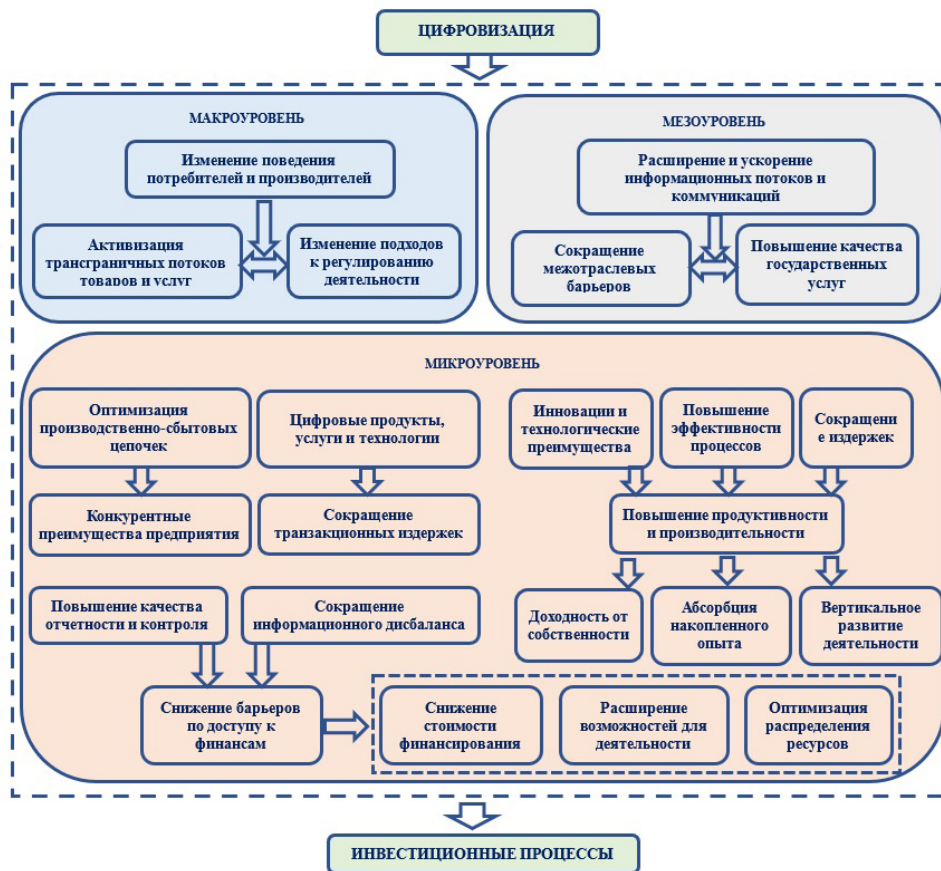 ЦИФРОВИЗАЦИЯ
МАКРОУРОВЕНЬ
Изменение поведения
потребителей и производителей
Активизация
трансграничных потоков
товаров и услуг
Изменение подходов
к регулированию
деятельности
МЕЗОУРОВЕНЬ
Расширение и ускорение
информационных потоков и
коммуникаций
Сокращение
межотраслевых
барьеров
Повышение качества
государственных
услуг
МИКРОУРОВЕНЬ
Оптимизация
производственно-сбытовых
цепочек
Цифровые продукты,
услуги и технологии
Инновации и
технологические
преимущества
Повышение
эффективности
процессов
Сокращени
е издержек
Конкурентные
преимущества предприятия
Сокращение
транзакционных издержек
Повышение продуктивности
и производительности
Повышение качества
отчетности и контроля
Сокращение
информационного дисбаланса
Доходность от
собственности
Абсорбция
накопленного
опыта
Вертикальное
развитие
деятельности
Снижение барьеров
по доступу к
финансам
Снижение
стоимости
финансирования
Расширение
возможностей для
деятельности
Оптимизация
распределения
ресурсов
ИНВЕСТИЦИОННЫЕ ПРОЦЕССЫ